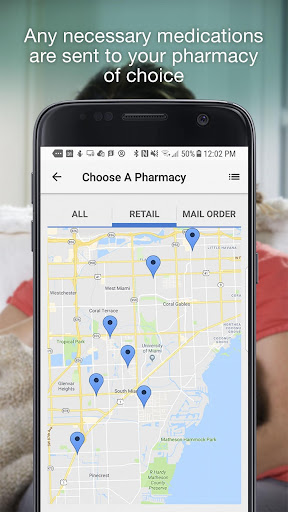 Any necessary medications
are sent to your pharmacy
of choice
50% 12:02 PM
Choose A Pharmacy
ALL
RETAIL
MAIL ORDER
LITTLE HAVANA
Westchester
West Miami
Coral Gables
Coral Terrace
Tropical Park
University of
Miami
Glenvar
Heights
South Miami
Matheson Hammock Park
Pinecrest
R Hardy
Matheson
County
Preserve